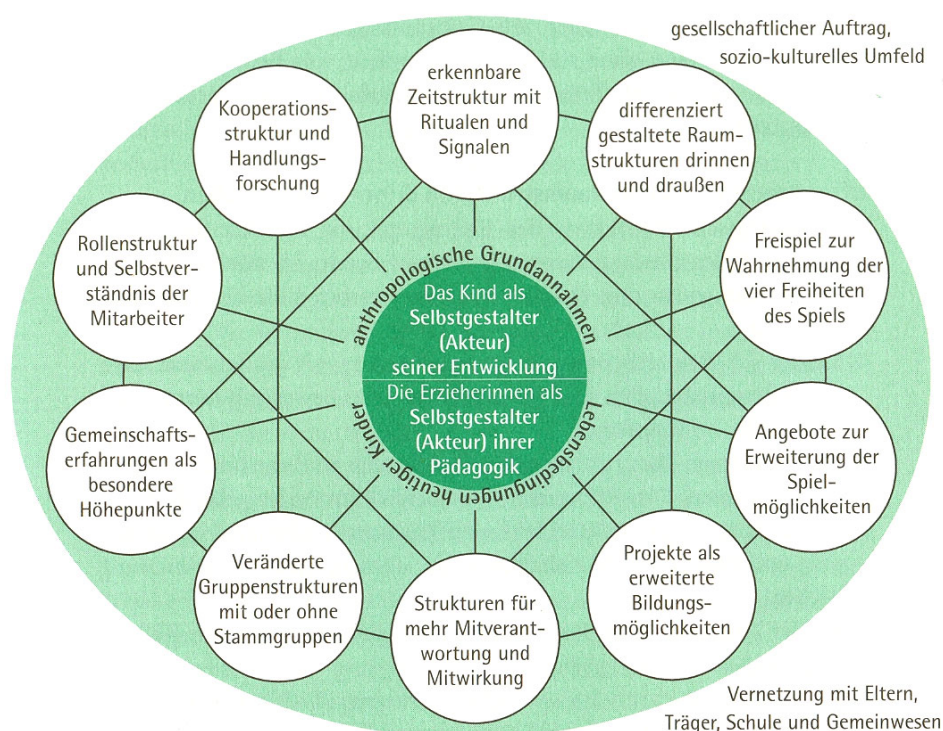 gesellschaftlicher Auftrag,
sozio-kulturelles Umfeld
erkennbare
Zeitstruktur mit
Ritualen und
Signalen
differenziert
gestaltete Raum-
strukturen drinnen
und draußen
Freispiel zur
Wahrnehmung der
vier Freiheiten
des Spiels
Angebote zur
Erweiterung der
Spiel-
möglichkeiten
Projekte als
erweiterte
Bildungs-
möglichkeiten
Strukturen für
mehr Mitverant-
wortung und
Mitwirkung
Veränderte
Gruppenstrukturen
mit oder ohne
Stammgruppen
Gemeinschafts-
erfahrungen als
besondere
Höhepunkte
Rollenstruktur
und Selbstver-
ständnis der
Mitarbeiter
Kooperations-
struktur und
Handlungs-
forschung
anthropologische Grundannahmen
Das Kind als
Selbstgestalter
(Akteur)
seiner Entwicklung
Die Erzieherinnen als
Selbstgestalter
(Akteur) ihrer
Pädagogik
Lebensbedingungen heutiger Kinder
Vernetzung mit Eltern,
Träger, Schule und Gemeinwesen